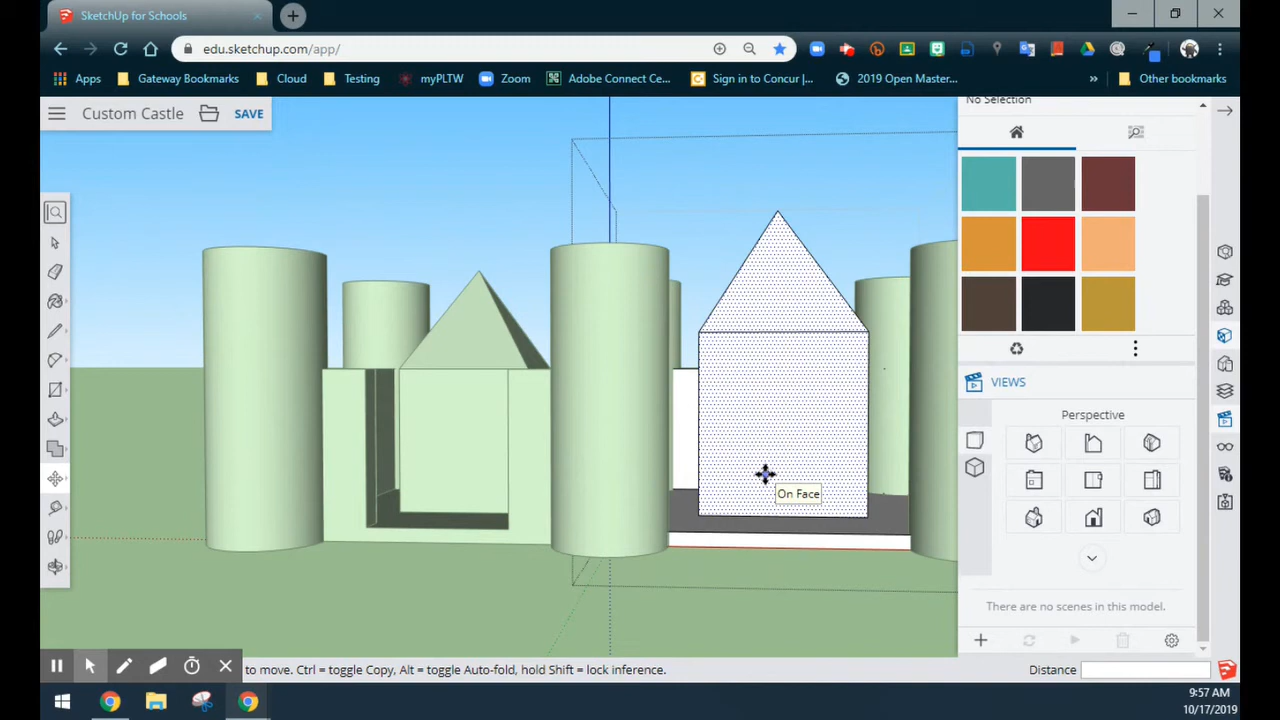 SketchUp for Schools
edu.sketchup.com/app/
Apps
Gateway Bookmarks
Cloud
Testing
myPLTW
Zoom
Adobe Connect Ce...
Sign in to Concur |...
2019 Open Master...
»
Other bookmarks
Custom Castle
SAVE
No Selection
VIEWS
Perspective
On Face
There are no scenes in this model.
to move. Ctrl = toggle Copy, Alt = toggle Auto-fold, hold Shift = lock inference.
Distance
9:57 AM
10/17/2019